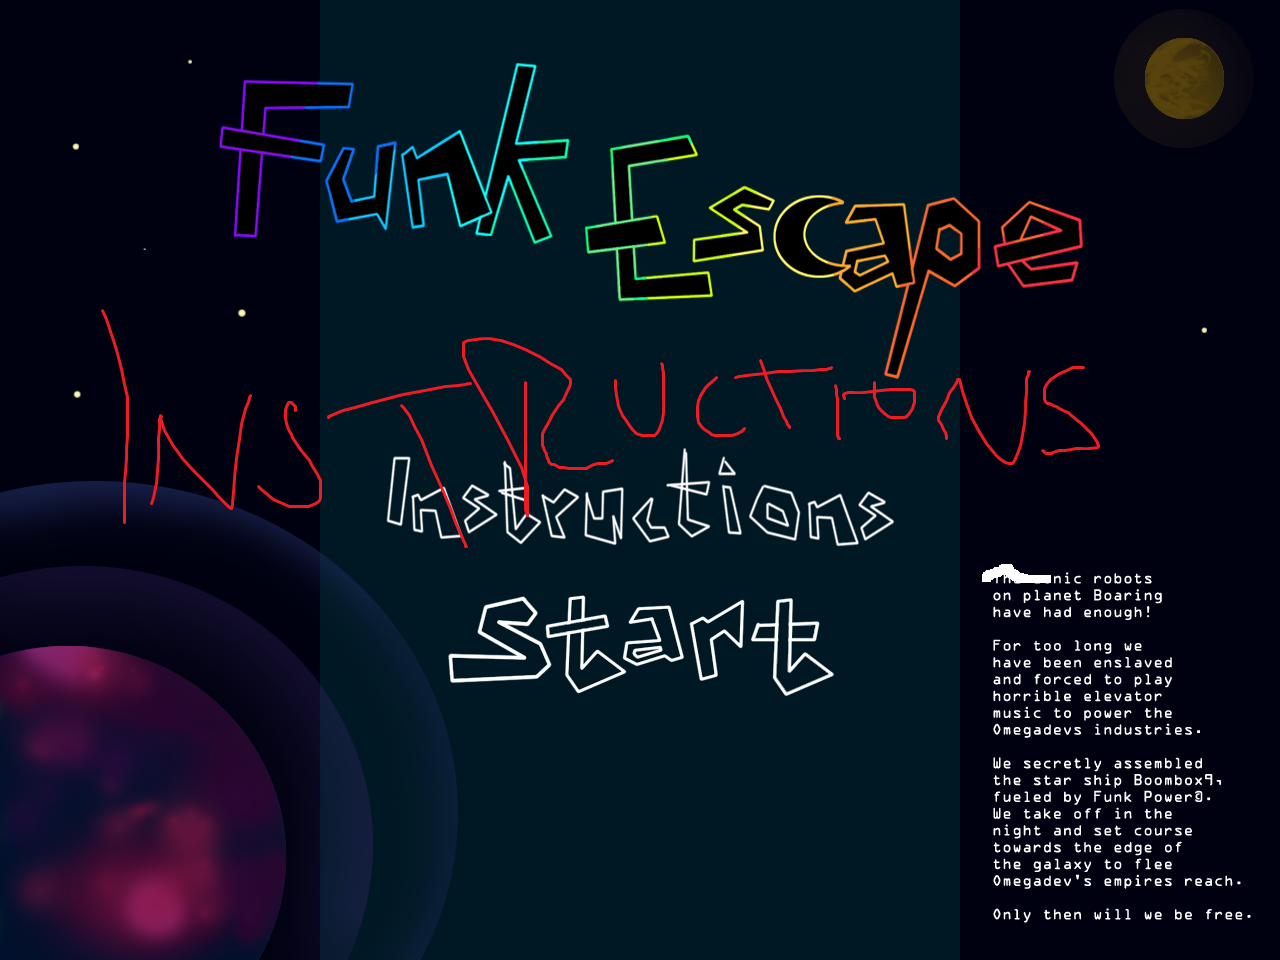 Funk Escape
INSTRUCTIONS
Instructions
Start
nic robots
on planet Boaring
have had enough!
For too long we
have been enslaved
and forced to play
horrible elevator
music to power the
Omegadevs industries.
We secretly assembled
the star ship Boombox9,
fueled by Funk Power®.
We take off in the
night and set course
towards the edge of
the galaxy to flee
Omegadev's empires reach.
Only then will we be free.